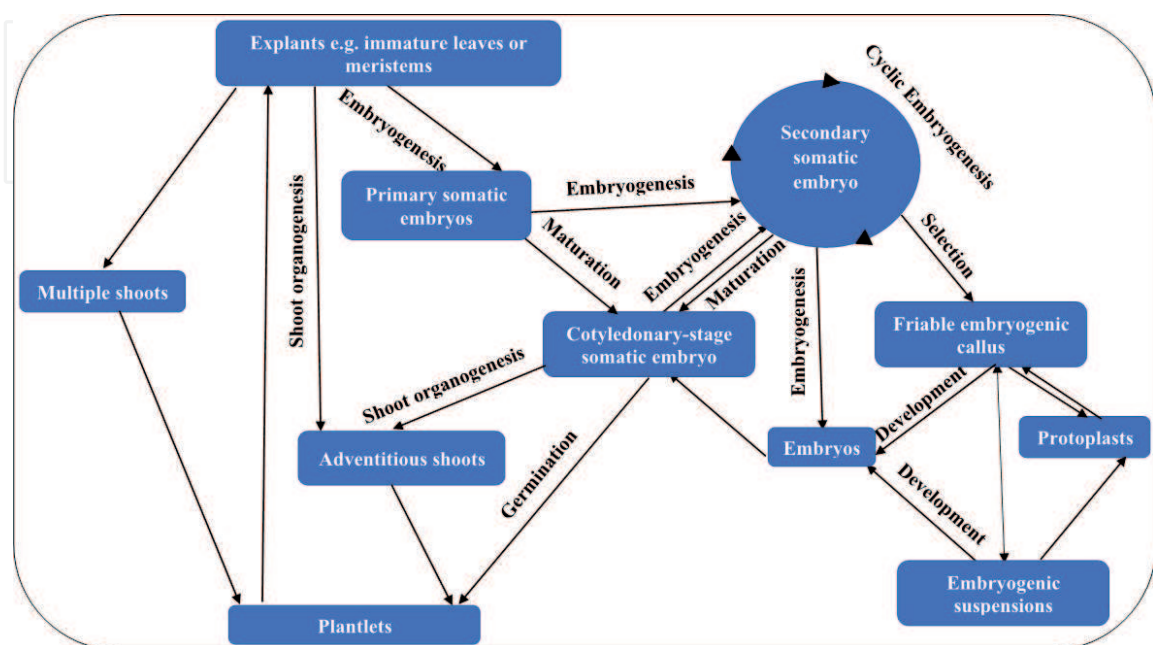 Explants e.g. immature leaves or
meristems
Cyclic Embryogenesis
Embryogenesis
Secondary
somatic
embryo
Primary somatic
embryos
Embryogenesis
Shoot organogenesis
Maturation
Embryogenesis
Maturation
Selection
Multiple shoots
Cotyledonary-stage
somatic embryo
Embryogenesis
Friable embryogenic
callus
Shoot organogenesis
Development
Adventitious shoots
Germination
Embryos
Protoplasts
Development
Embryogenic
suspensions
Plantlets